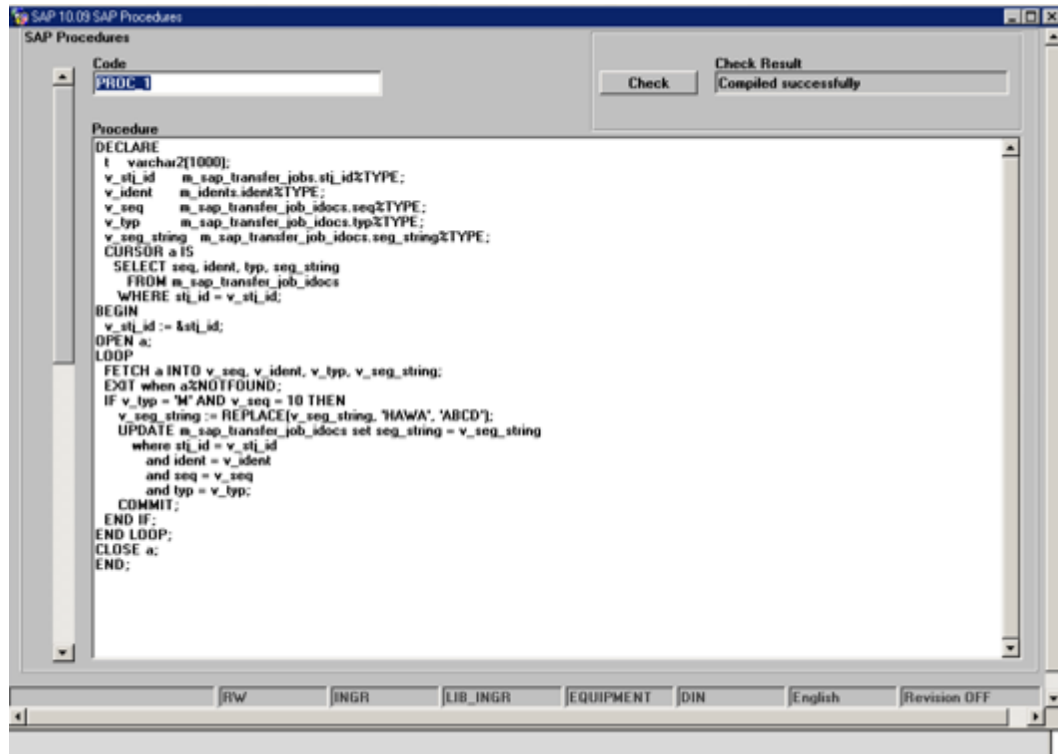 SAP 10.09 SAP Procedures
SAP Procedures
Code
PROC_1
Check
Check Result
Compiled successfully
Procedure
DECLARE
t varchar2(1000);
v_stj_id m_sap_transfer_jobs.stj_id%TYPE;
v_ident m_idents.ident%TYPE;
v_seq m_sap_transfer_job_idocs.seq%TYPE;
v_typ m_sap_transfer_job_idocs.typ%TYPE;
v_seg_string m_sap_transfer_job_idocs.seg_string%TYPE;
CURSOR a IS
SELECT seq, ident, typ, seg_string
FROM m_sap_transfer_job_idocs
WHERE stj_id = v_stj_id;
BEGIN
v_stj_id := &stj_id;
OPEN a;
LOOP
FETCH a INTO v_seq, v_ident, v_typ, v_seg_string;
EXIT when a%NOTFOUND;
IF v_typ = 'M' AND v_seq = 10 THEN
v_seg_string := REPLACE(v_seg_string, 'HAWA', 'ABCD');
UPDATE m_sap_transfer_job_idocs set seg_string = v_seg_string
where stj_id = v_stj_id
and ident = v_ident
and seq = v_seq
and typ = v_typ;
COMMIT;
END IF;
END LOOP;
CLOSE a;
END;
RW INGR LIB_INGR EQUIPMENT DIN English Revision OFF